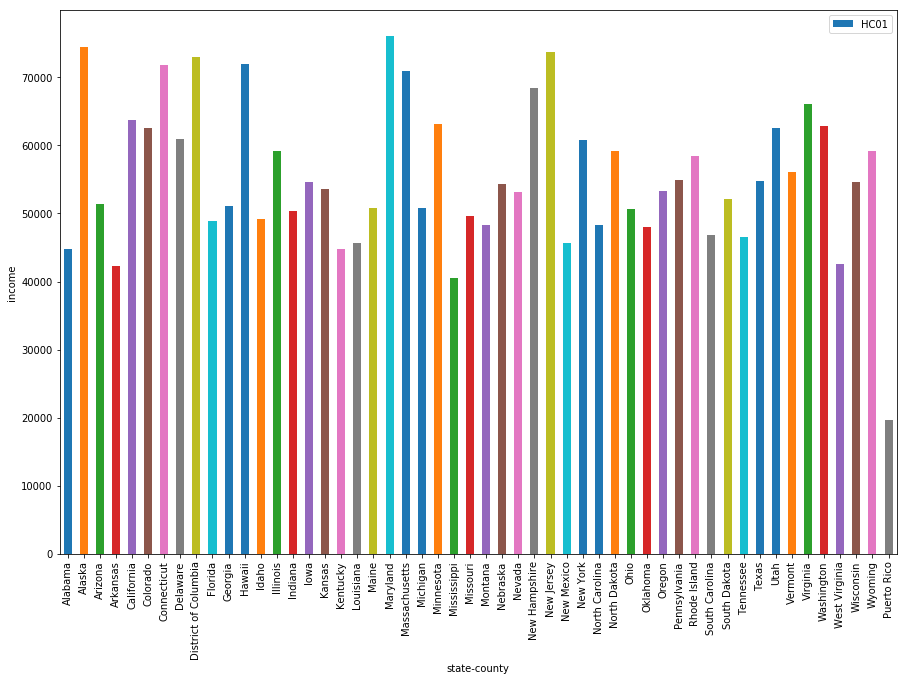 HC01
70000
60000
50000
40000
30000
20000
10000
0
income
Alabama
Alaska
Arizona
Arkansas
California
Colorado
Connecticut
Delaware
District of Columbia
Florida
Georgia
Hawaii
Idaho
Illinois
Indiana
Iowa
Kansas
Kentucky
Louisiana
Maine
Maryland
Massachusetts
Michigan
Minnesota
Mississippi
Missouri
Montana
Nebraska
Nevada
New Hampshire
New Jersey
New Mexico
New York
North Carolina
North Dakota
Ohio
Oklahoma
Oregon
Pennsylvania
Rhode Island
South Carolina
South Dakota
Tennessee
Texas
Utah
Vermont
Virginia
Washington
West Virginia
Wisconsin
Wyoming
Puerto Rico
state-county